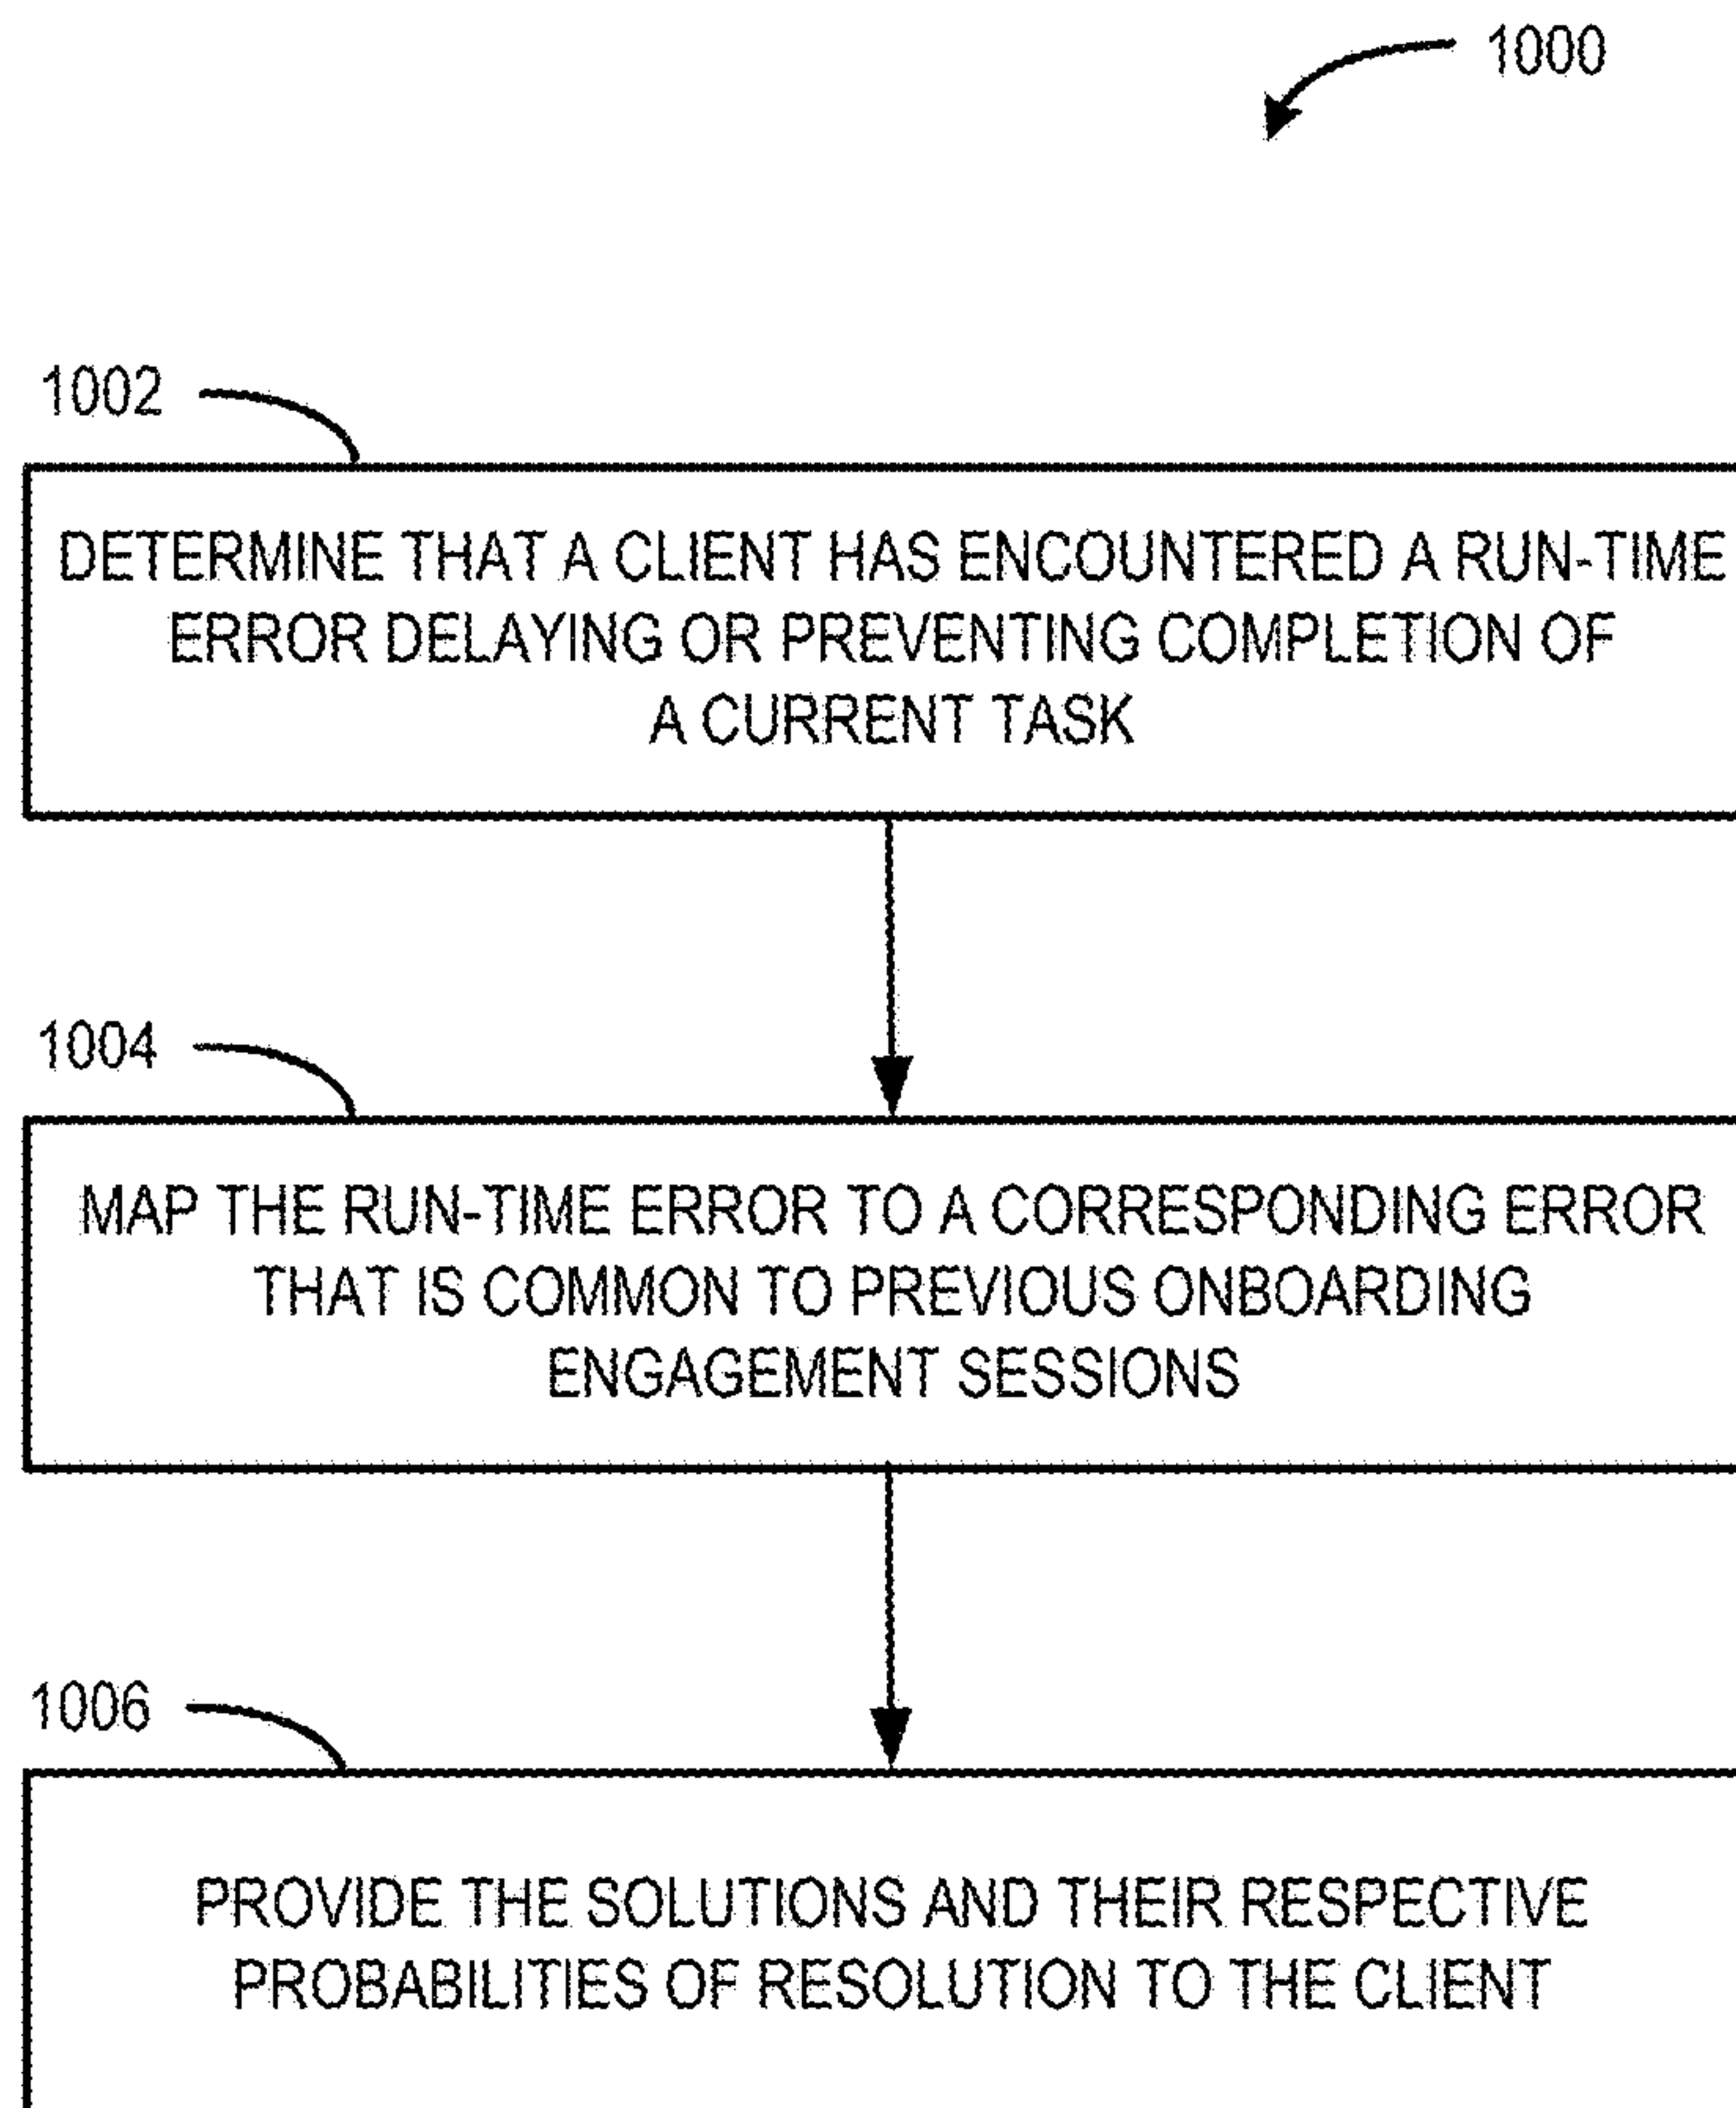 1000
1002
DETERMINE THAT A CLIENT HAS ENCOUNTERED A RUN-TIME
ERROR DELAYING OR PREVENTING COMPLETION OF
A CURRENT TASK
1004
MAP THE RUN-TIME ERROR TO A CORRESPONDING ERROR
THAT IS COMMON TO PREVIOUS ONBOARDING
ENGAGEMENT SESSIONS
1006
PROVIDE THE SOLUTIONS AND THEIR RESPECTIVE
PROBABILITIES OF RESOLUTION TO THE CLIENT